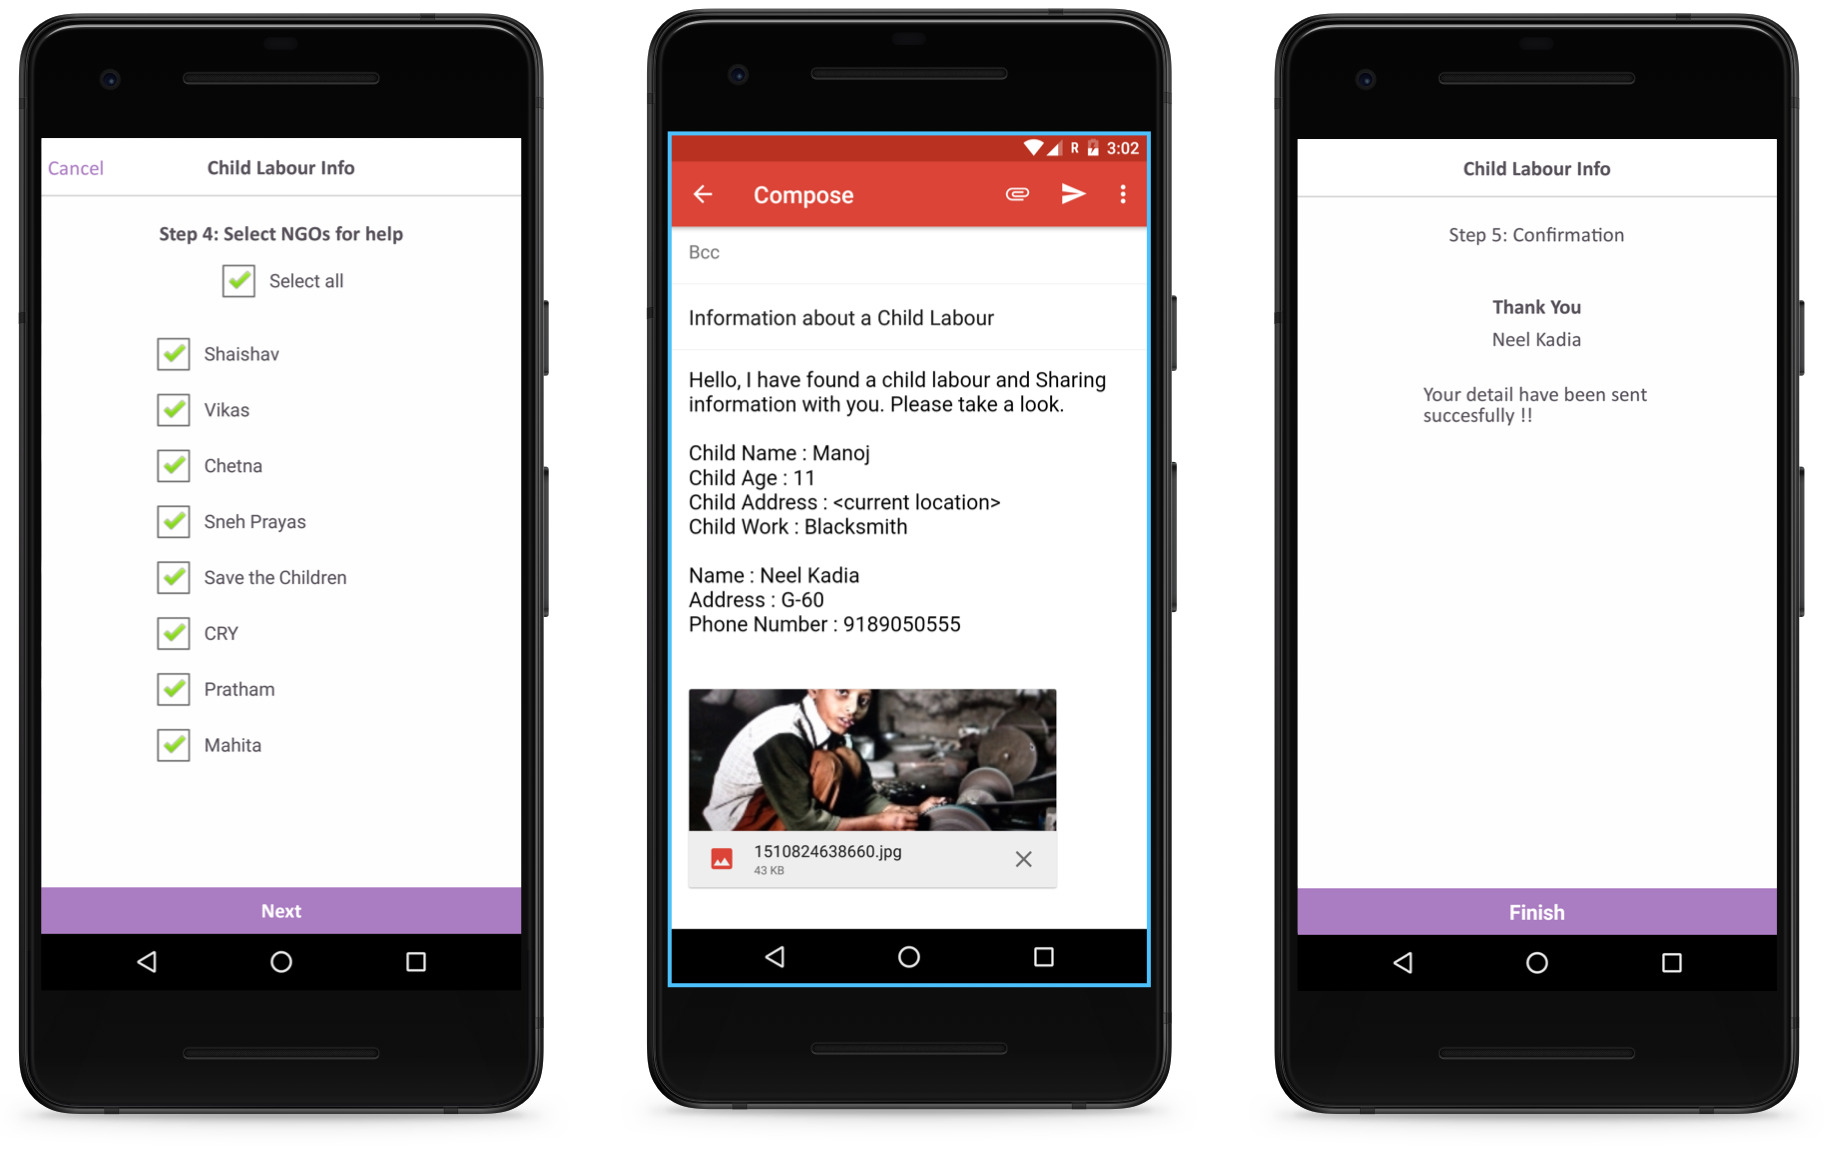 Cancel
Child Labour Info
Step 4: Select NGOs for help
Select all
Shaishav
Vikas
Chetna
Sneh Prayas
Save the Children
CRY
Pratham
Mahita
Next
R
3:02
Compose
Bcc
Information about a Child Labour
Hello, I have found a child labour and Sharing
information with you. Please take a look.
Child Name : Manoj
Child Age : 11
Child Address : <current location>
Child Work : Blacksmith
Name : Neel Kadia
Address : G-60
Phone Number : 9189050555
1510824638660.jpg
43 KB
Child Labour Info
Step 5: Confirmation
Thank You
Neel Kadia
Your detail have been sent
succesfully !!
Finish